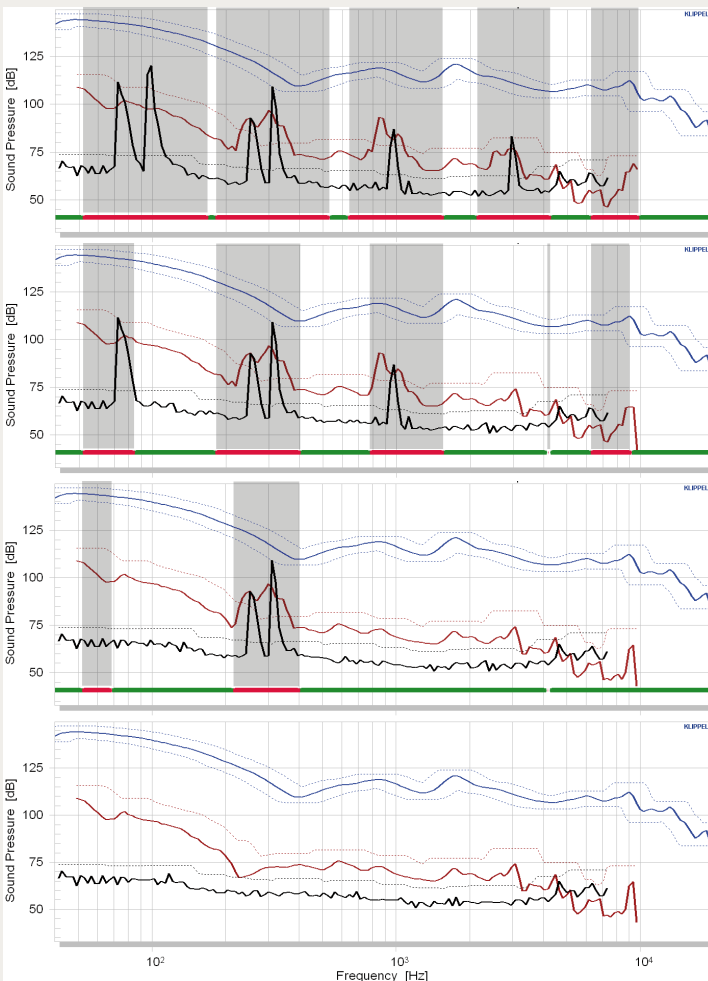 KLIPPEL
Sound Pressure [dB]
125
100
75
50
KLIPPEL
Sound Pressure [dB]
125
100
75
50
KLIPPEL
Sound Pressure [dB]
125
100
75
50
KLIPPEL
Sound Pressure [dB]
125
100
75
50
10²
10³
10⁴
Frequency [Hz]